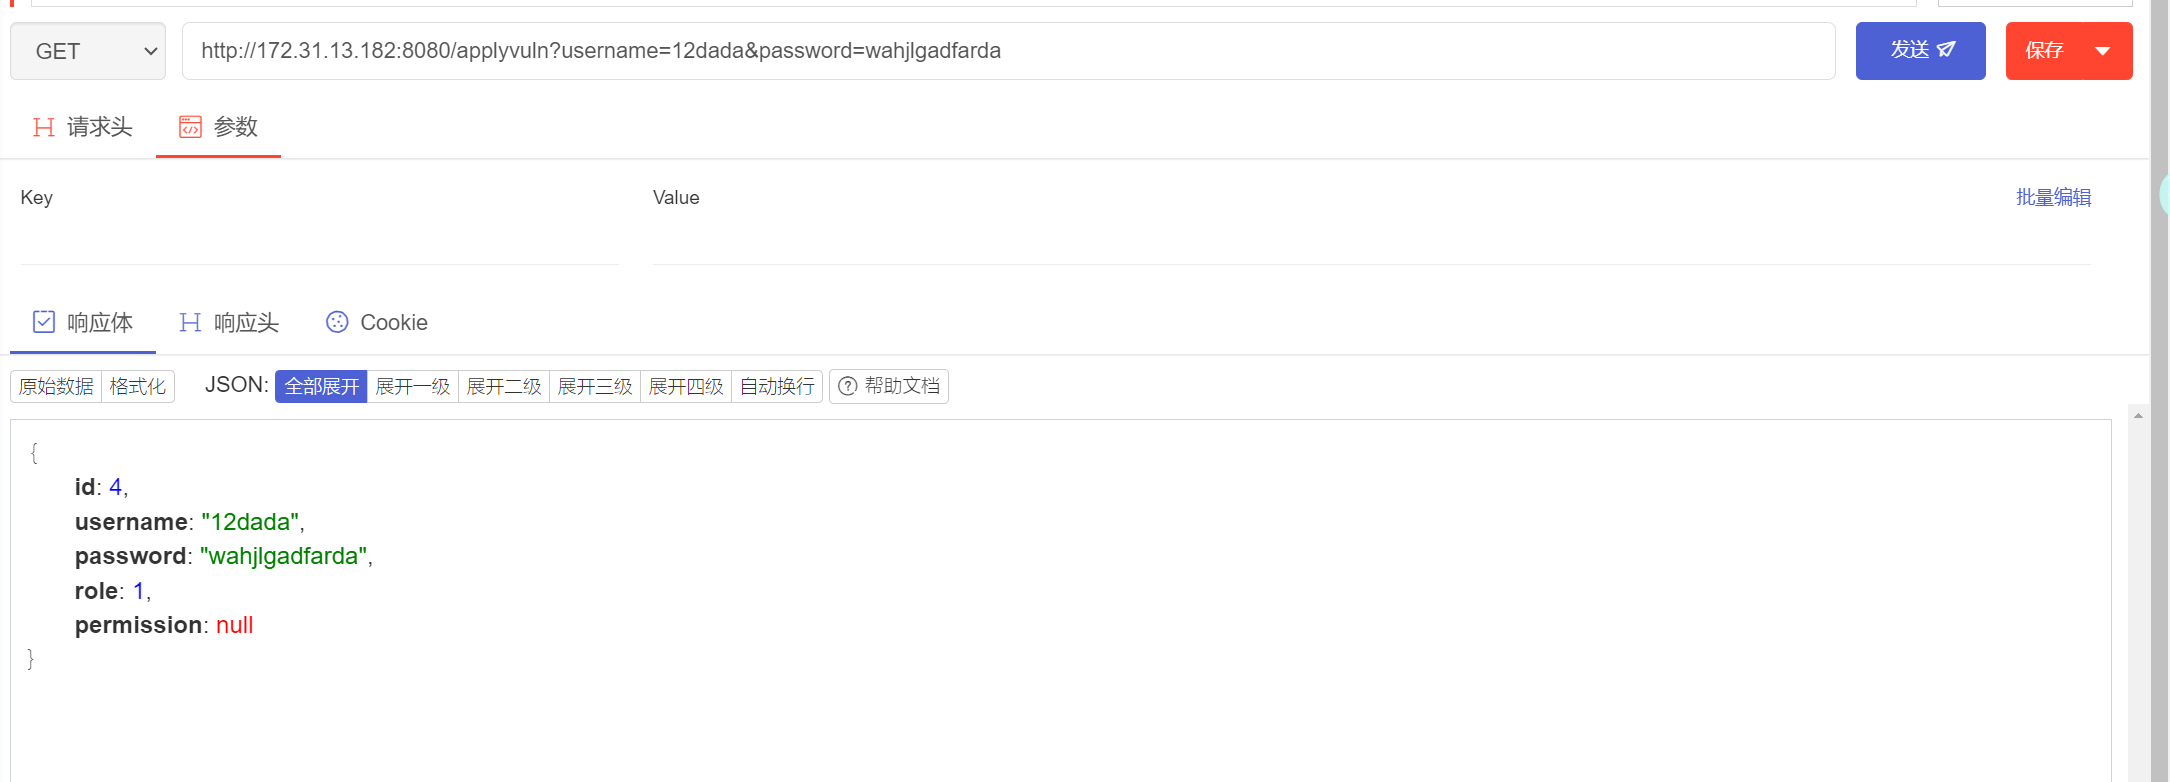 GET http://172.31.13.182:8080/applyvuln?username=12dada&password=wahjlgadfarda 发送 保存
请求头 参数
Key Value 批量编辑
响应体 响应头 Cookie
原始数据 格式化 JSON: 全部展开 展开一级 展开二级 展开三级 展开四级 自动换行 帮助文档
{
id: 4,
username: "12dada",
password: "wahjlgadfarda",
role: 1,
permission: null
}